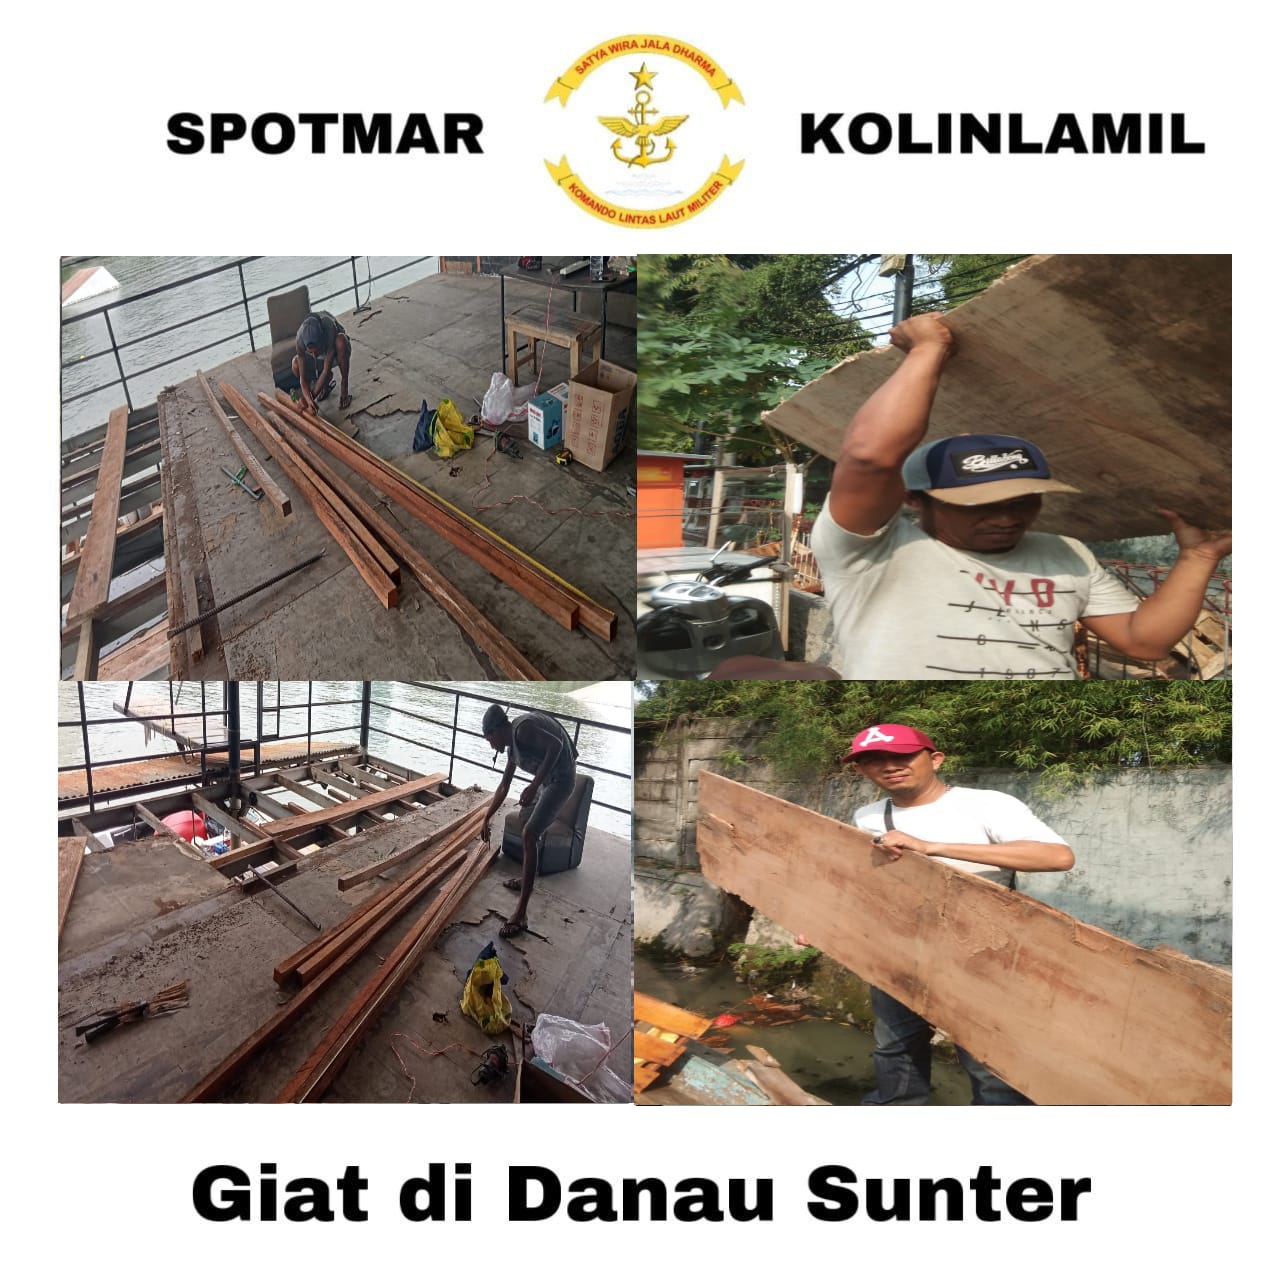 SPOTMAR
SATYA WIRA JALA DHARMA
KOMANDO LINTAS LAUT MILITER
KOLINLAMIL
A
Giat di Danau Sunter